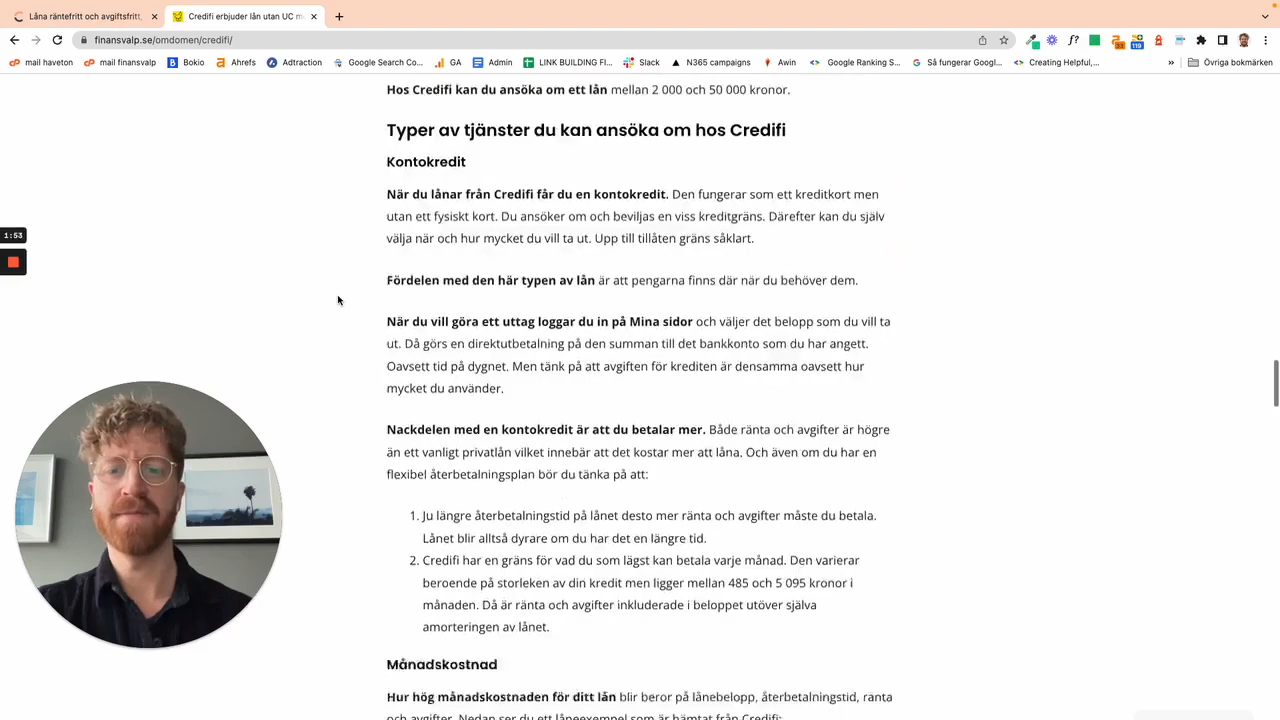 Låna räntefritt och avgiftsfritt,
Credifi erbjuder lån utan UC m
finansvalp.se/omdomen/credifi/
mail haveton
mail finansvalp
Bokio
Ahrefs
Adtraction
Google Search Co...
GA
Admin
LINK BUILDING FI...
Slack
N365 campaigns
Awin
Google Ranking S...
Så fungerar Googl...
Creating Helpful,...
Övriga bokmärken
Hos Credifi kan du ansöka om ett lån mellan 2 000 och 50 000 kronor.
Typer av tjänster du kan ansöka om hos Credifi
Kontokredit
När du lånar från Credifi får du en kontokredit. Den fungerar som ett kreditkort men
utan ett fysiskt kort. Du ansöker om och beviljas en viss kreditgräns. Därefter kan du själv
välja när och hur mycket du vill ta ut. Upp till tillåten gräns såklart.
1:53
Fördelen med den här typen av lån är att pengarna finns där när du behöver dem.
När du vill göra ett uttag loggar du in på Mina sidor och väljer det belopp som du vill ta
ut. Då görs en direktutbetalning på den summan till det bankkonto som du har angett.
Oavsett tid på dygnet. Men tänk på att avgiften för krediten är densamma oavsett hur
mycket du använder.
Nackdelen med en kontokredit är att du betalar mer. Både ränta och avgifter är högre
än ett vanligt privatlån vilket innebär att det kostar mer att låna. Och även om du har en
flexibel återbetalningsplan bör du tänka på att:
1. Ju längre återbetalningstid på lånet desto mer ränta och avgifter måste du betala.
Lånet blir alltså dyrare om du har det en längre tid.
2. Credifi har en gräns för vad du som lägst kan betala varje månad. Den varierar
beroende på storleken av din kredit men ligger mellan 485 och 5 095 kronor i
månaden. Då är ränta och avgifter inkluderade i beloppet utöver själva
amorteringen av lånet.
Månadskostnad
Hur hög månadskostnaden för ditt lån blir beror på lånebelopp, återbetalningstid, ränta
och avgifter. Nedan ser du ett låneexempel som är hämtat från Credifi: